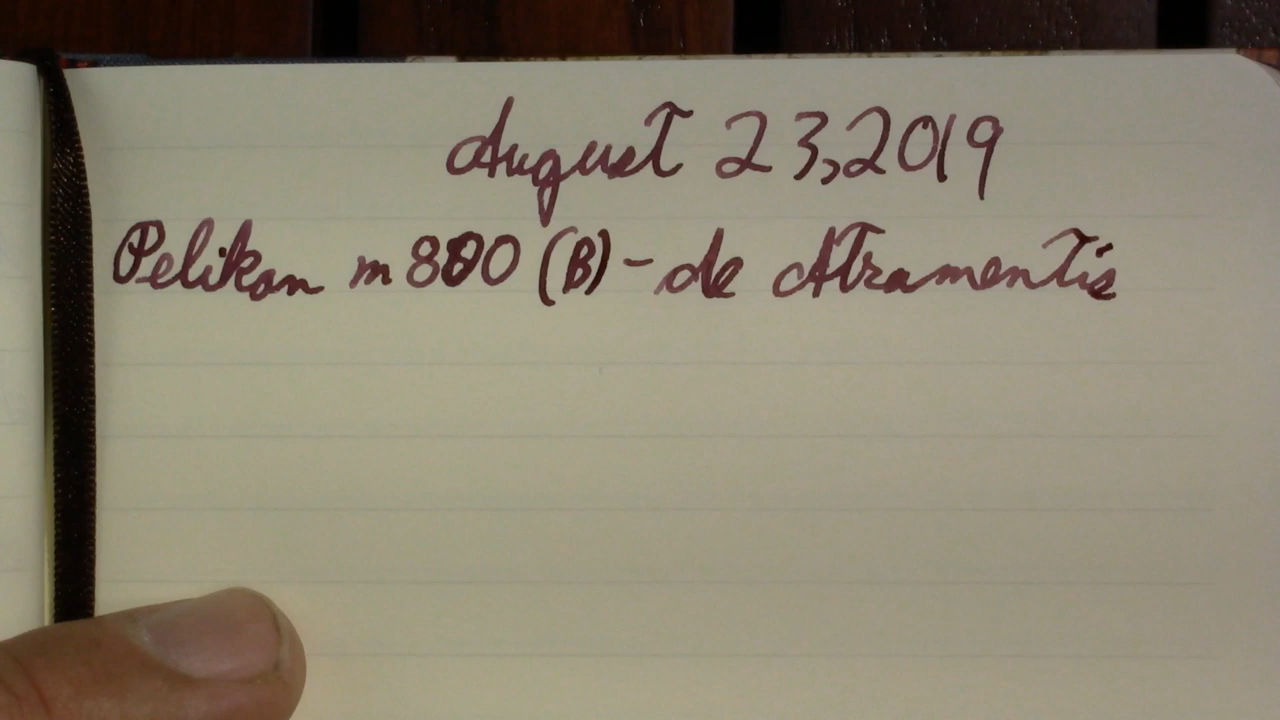 August 23, 2019
Pelikan m800 (B) - de Atramentis